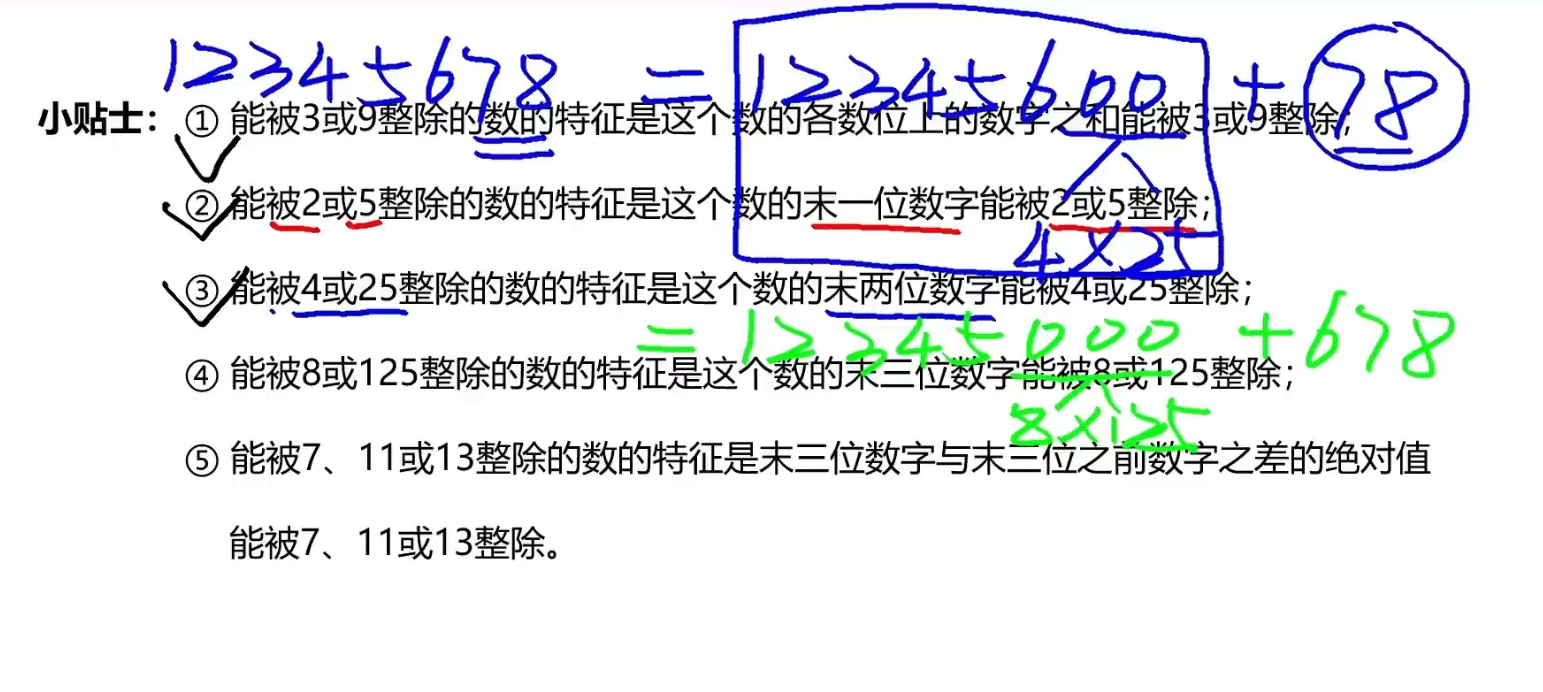 12345678 = 12345600 + 78
小贴士：① 能被3或9整除的数的特征是这个数的各数位上的数字之和能被3或9整除；
② 能被2或5整除的数的特征是这个数的末一位数字能被2或5整除；
4×25
③ 能被4或25整除的数的特征是这个数的末两位数字能被4或25整除；
= 12345000 + 678
④ 能被8或125整除的数的特征是这个数的末三位数字能被8或125整除；
8×125
⑤ 能被7、11或13整除的数的特征是末三位数字与末三位之前数字之差的绝对值
能被7、11或13整除。